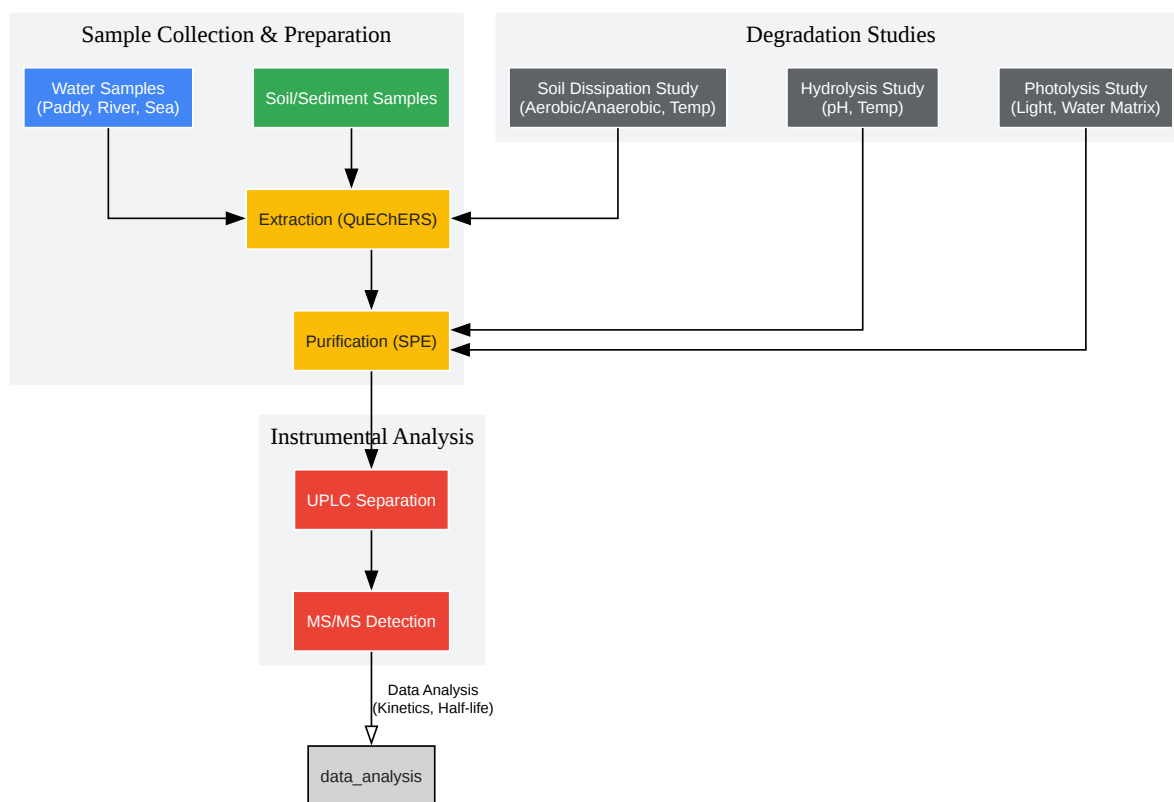 Sample Collection & Preparation
Degradation Studies
Water Samples
(Paddy, River, Sea)
Soil/Sediment Samples
Soil Dissipation Study
(Aerobic/Anaerobic, Temp)
Hydrolysis Study
(pH, Temp)
Photolysis Study
(Light, Water Matrix)
Extraction (QuEChERS)
Purification (SPE)
Instrumental Analysis
UPLC Separation
MS/MS Detection
Data Analysis
(Kinetics, Half-life)
data_analysis